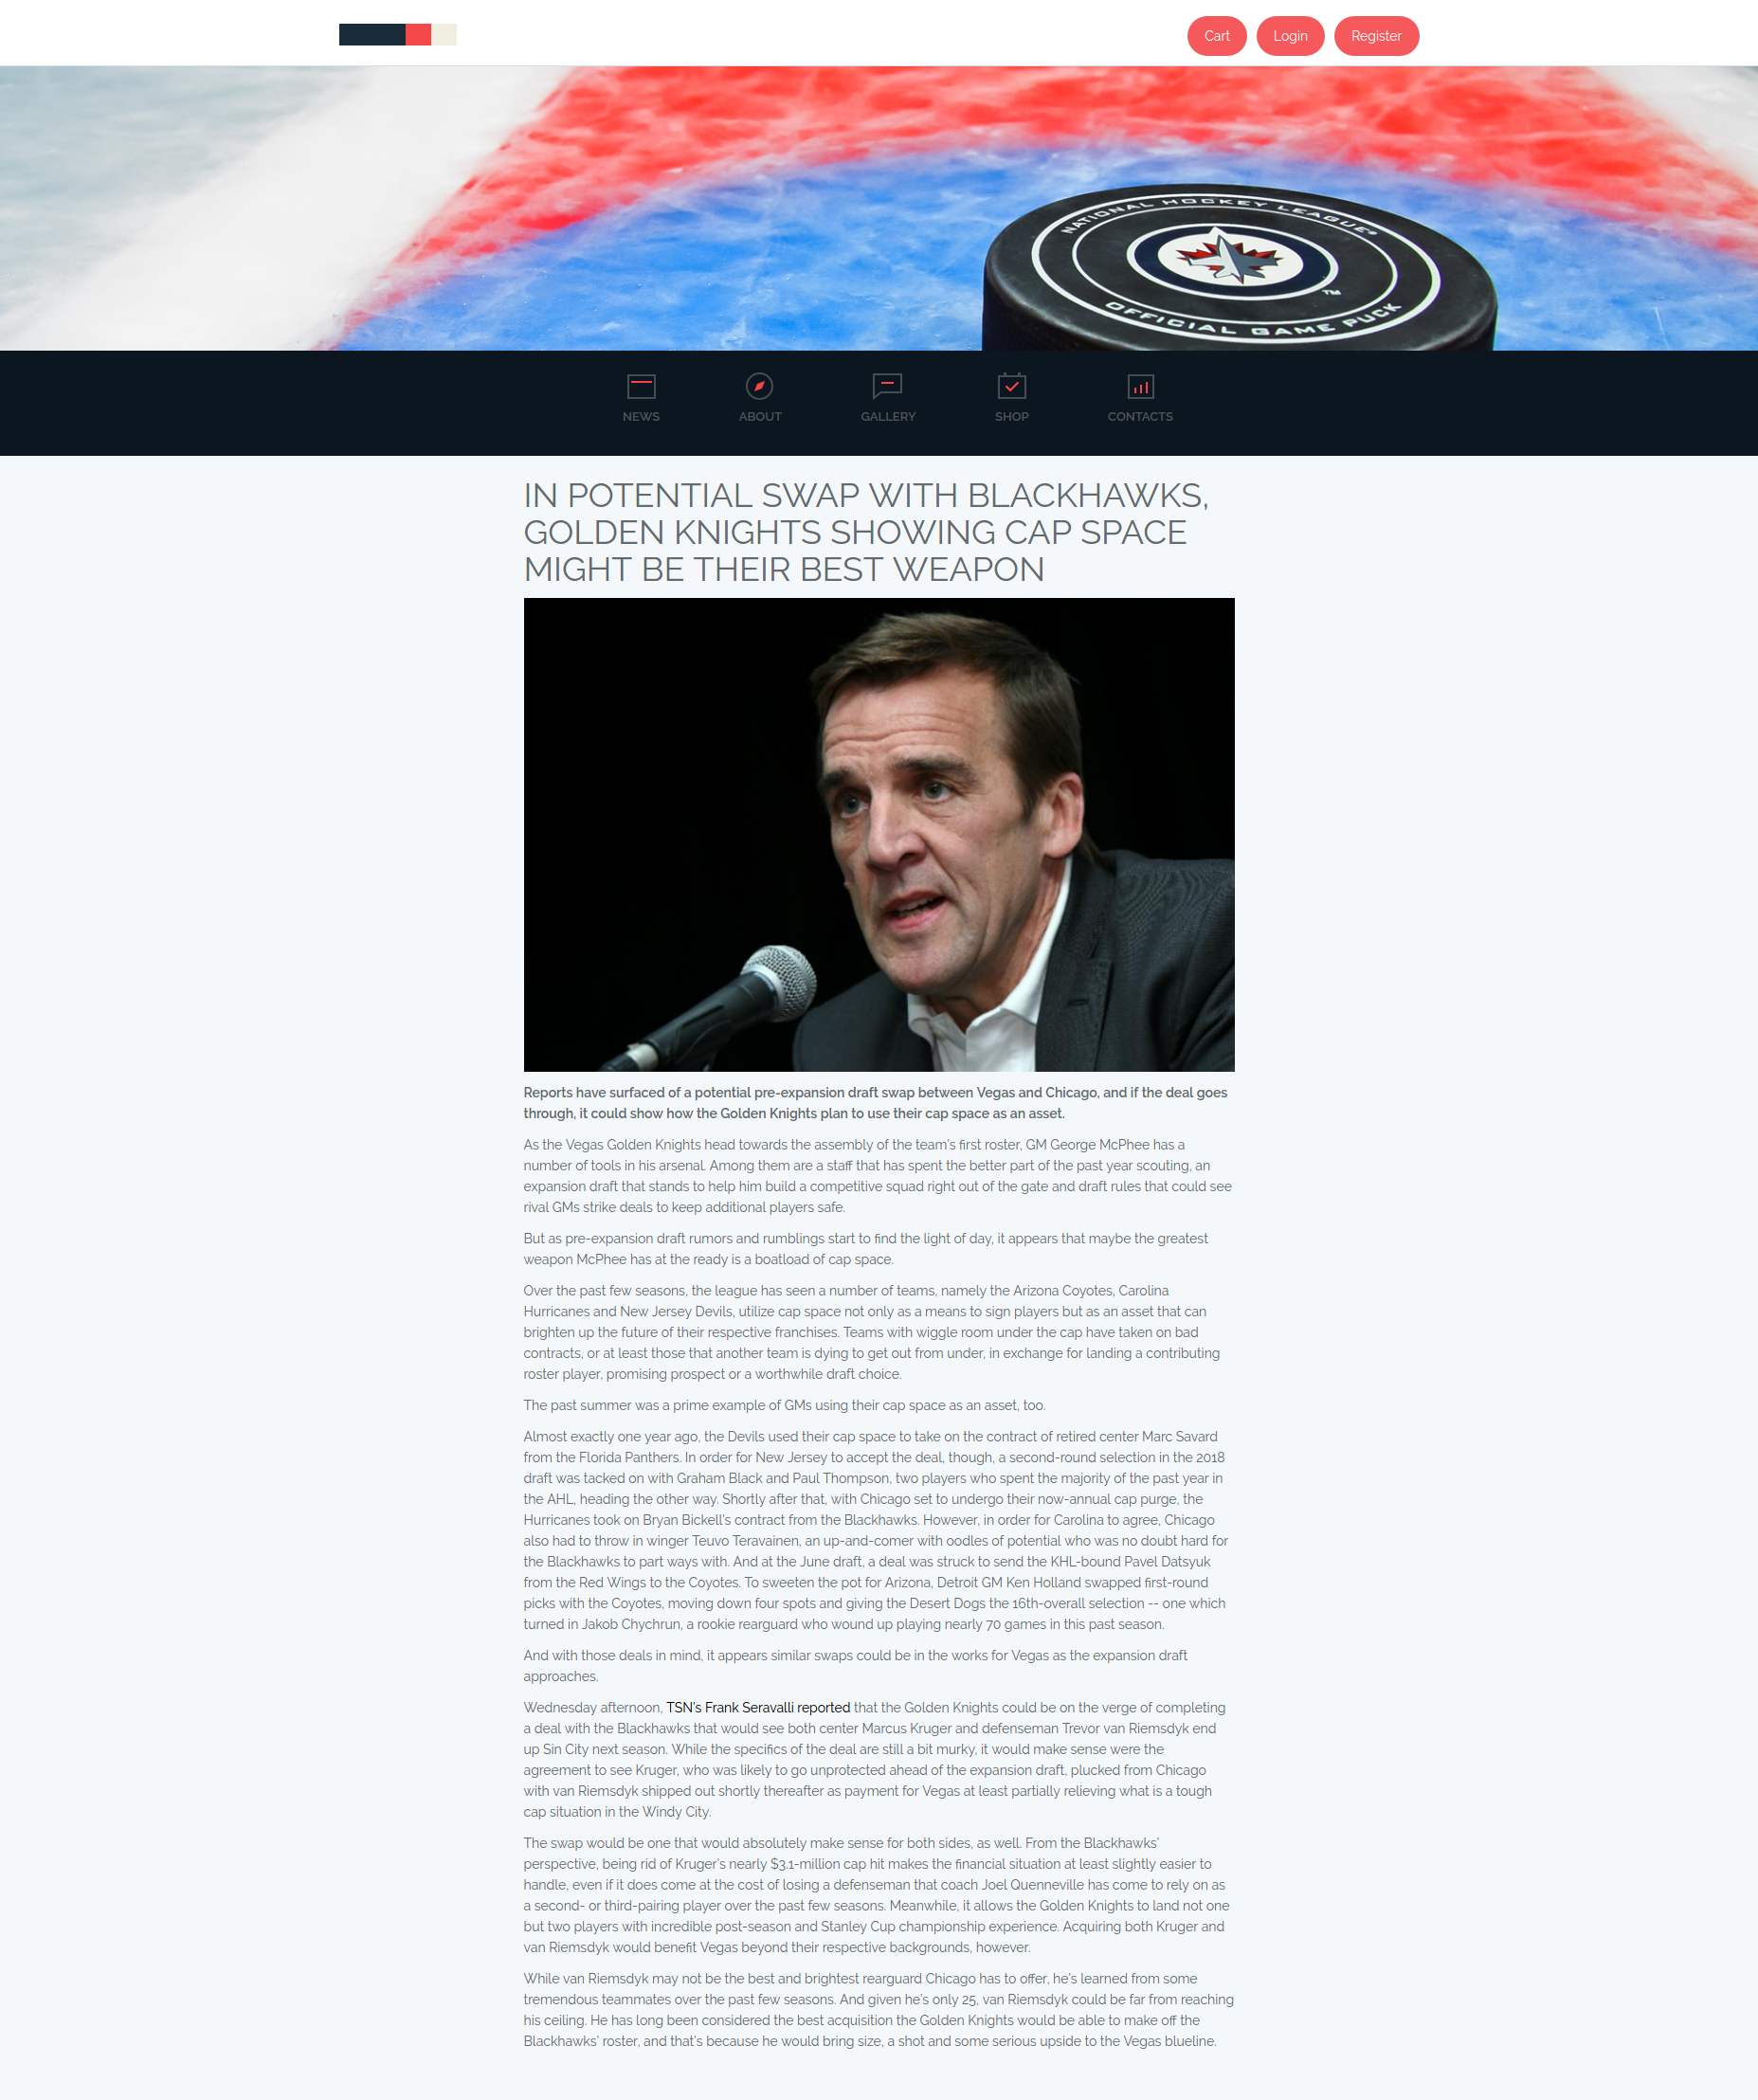 Cart Login Register
NATIONAL HOCKEY LEAGUE®
TM
OFFICIAL GAME PUCK
NEWS ABOUT GALLERY SHOP CONTACTS
IN POTENTIAL SWAP WITH BLACKHAWKS,
GOLDEN KNIGHTS SHOWING CAP SPACE
MIGHT BE THEIR BEST WEAPON
Reports have surfaced of a potential pre-expansion draft swap between Vegas and Chicago, and if the deal goes
through, it could show how the Golden Knights plan to use their cap space as an asset.
As the Vegas Golden Knights head towards the assembly of the team's first roster, GM George McPhee has a
number of tools in his arsenal. Among them are a staff that has spent the better part of the past year scouting, an
expansion draft that stands to help him build a competitive squad right out of the gate and draft rules that could see
rival GMs strike deals to keep additional players safe.
But as pre-expansion draft rumors and rumblings start to find the light of day, it appears that maybe the greatest
weapon McPhee has at the ready is a boatload of cap space.
Over the past few seasons, the league has seen a number of teams, namely the Arizona Coyotes, Carolina
Hurricanes and New Jersey Devils, utilize cap space not only as a means to sign players but as an asset that can
brighten up the future of their respective franchises. Teams with wiggle room under the cap have taken on bad
contracts, or at least those that another team is dying to get out from under, in exchange for landing a contributing
roster player, promising prospect or a worthwhile draft choice.
The past summer was a prime example of GMs using their cap space as an asset, too.
Almost exactly one year ago, the Devils used their cap space to take on the contract of retired center Marc Savard
from the Florida Panthers. In order for New Jersey to accept the deal, though, a second-round selection in the 2018
draft was tacked on with Graham Black and Paul Thompson, two players who spent the majority of the past year in
the AHL, heading the other way. Shortly after that, with Chicago set to undergo their now-annual cap purge, the
Hurricanes took on Bryan Bickell's contract from the Blackhawks. However, in order for Carolina to agree, Chicago
also had to throw in winger Teuvo Teravainen, an up-and-comer with oodles of potential who was no doubt hard for
the Blackhawks to part ways with. And at the June draft, a deal was struck to send the KHL-bound Pavel Datsyuk
from the Red Wings to the Coyotes. To sweeten the pot for Arizona, Detroit GM Ken Holland swapped first-round
picks with the Coyotes, moving down four spots and giving the Desert Dogs the 16th-overall selection -- one which
turned in Jakob Chychrun, a rookie rearguard who wound up playing nearly 70 games in this past season.
And with those deals in mind, it appears similar swaps could be in the works for Vegas as the expansion draft
approaches.
Wednesday afternoon, TSN's Frank Seravalli reported that the Golden Knights could be on the verge of completing
a deal with the Blackhawks that would see both center Marcus Kruger and defenseman Trevor van Riemsdyk end
up Sin City next season. While the specifics of the deal are still a bit murky, it would make sense were the
agreement to see Kruger, who was likely to go unprotected ahead of the expansion draft, plucked from Chicago
with van Riemsdyk shipped out shortly thereafter as payment for Vegas at least partially relieving what is a tough
cap situation in the Windy City.
The swap would be one that would absolutely make sense for both sides, as well. From the Blackhawks'
perspective, being rid of Kruger's nearly $3.1-million cap hit makes the financial situation at least slightly easier to
handle, even if it does come at the cost of losing a defenseman that coach Joel Quenneville has come to rely on as
a second- or third-pairing player over the past few seasons. Meanwhile, it allows the Golden Knights to land not one
but two players with incredible post-season and Stanley Cup championship experience. Acquiring both Kruger and
van Riemsdyk would benefit Vegas beyond their respective backgrounds, however.
While van Riemsdyk may not be the best and brightest rearguard Chicago has to offer, he's learned from some
tremendous teammates over the past few seasons. And given he's only 25, van Riemsdyk could be far from reaching
his ceiling. He has long been considered the best acquisition the Golden Knights would be able to make off the
Blackhawks' roster, and that's because he would bring size, a shot and some serious upside to the Vegas blueline.